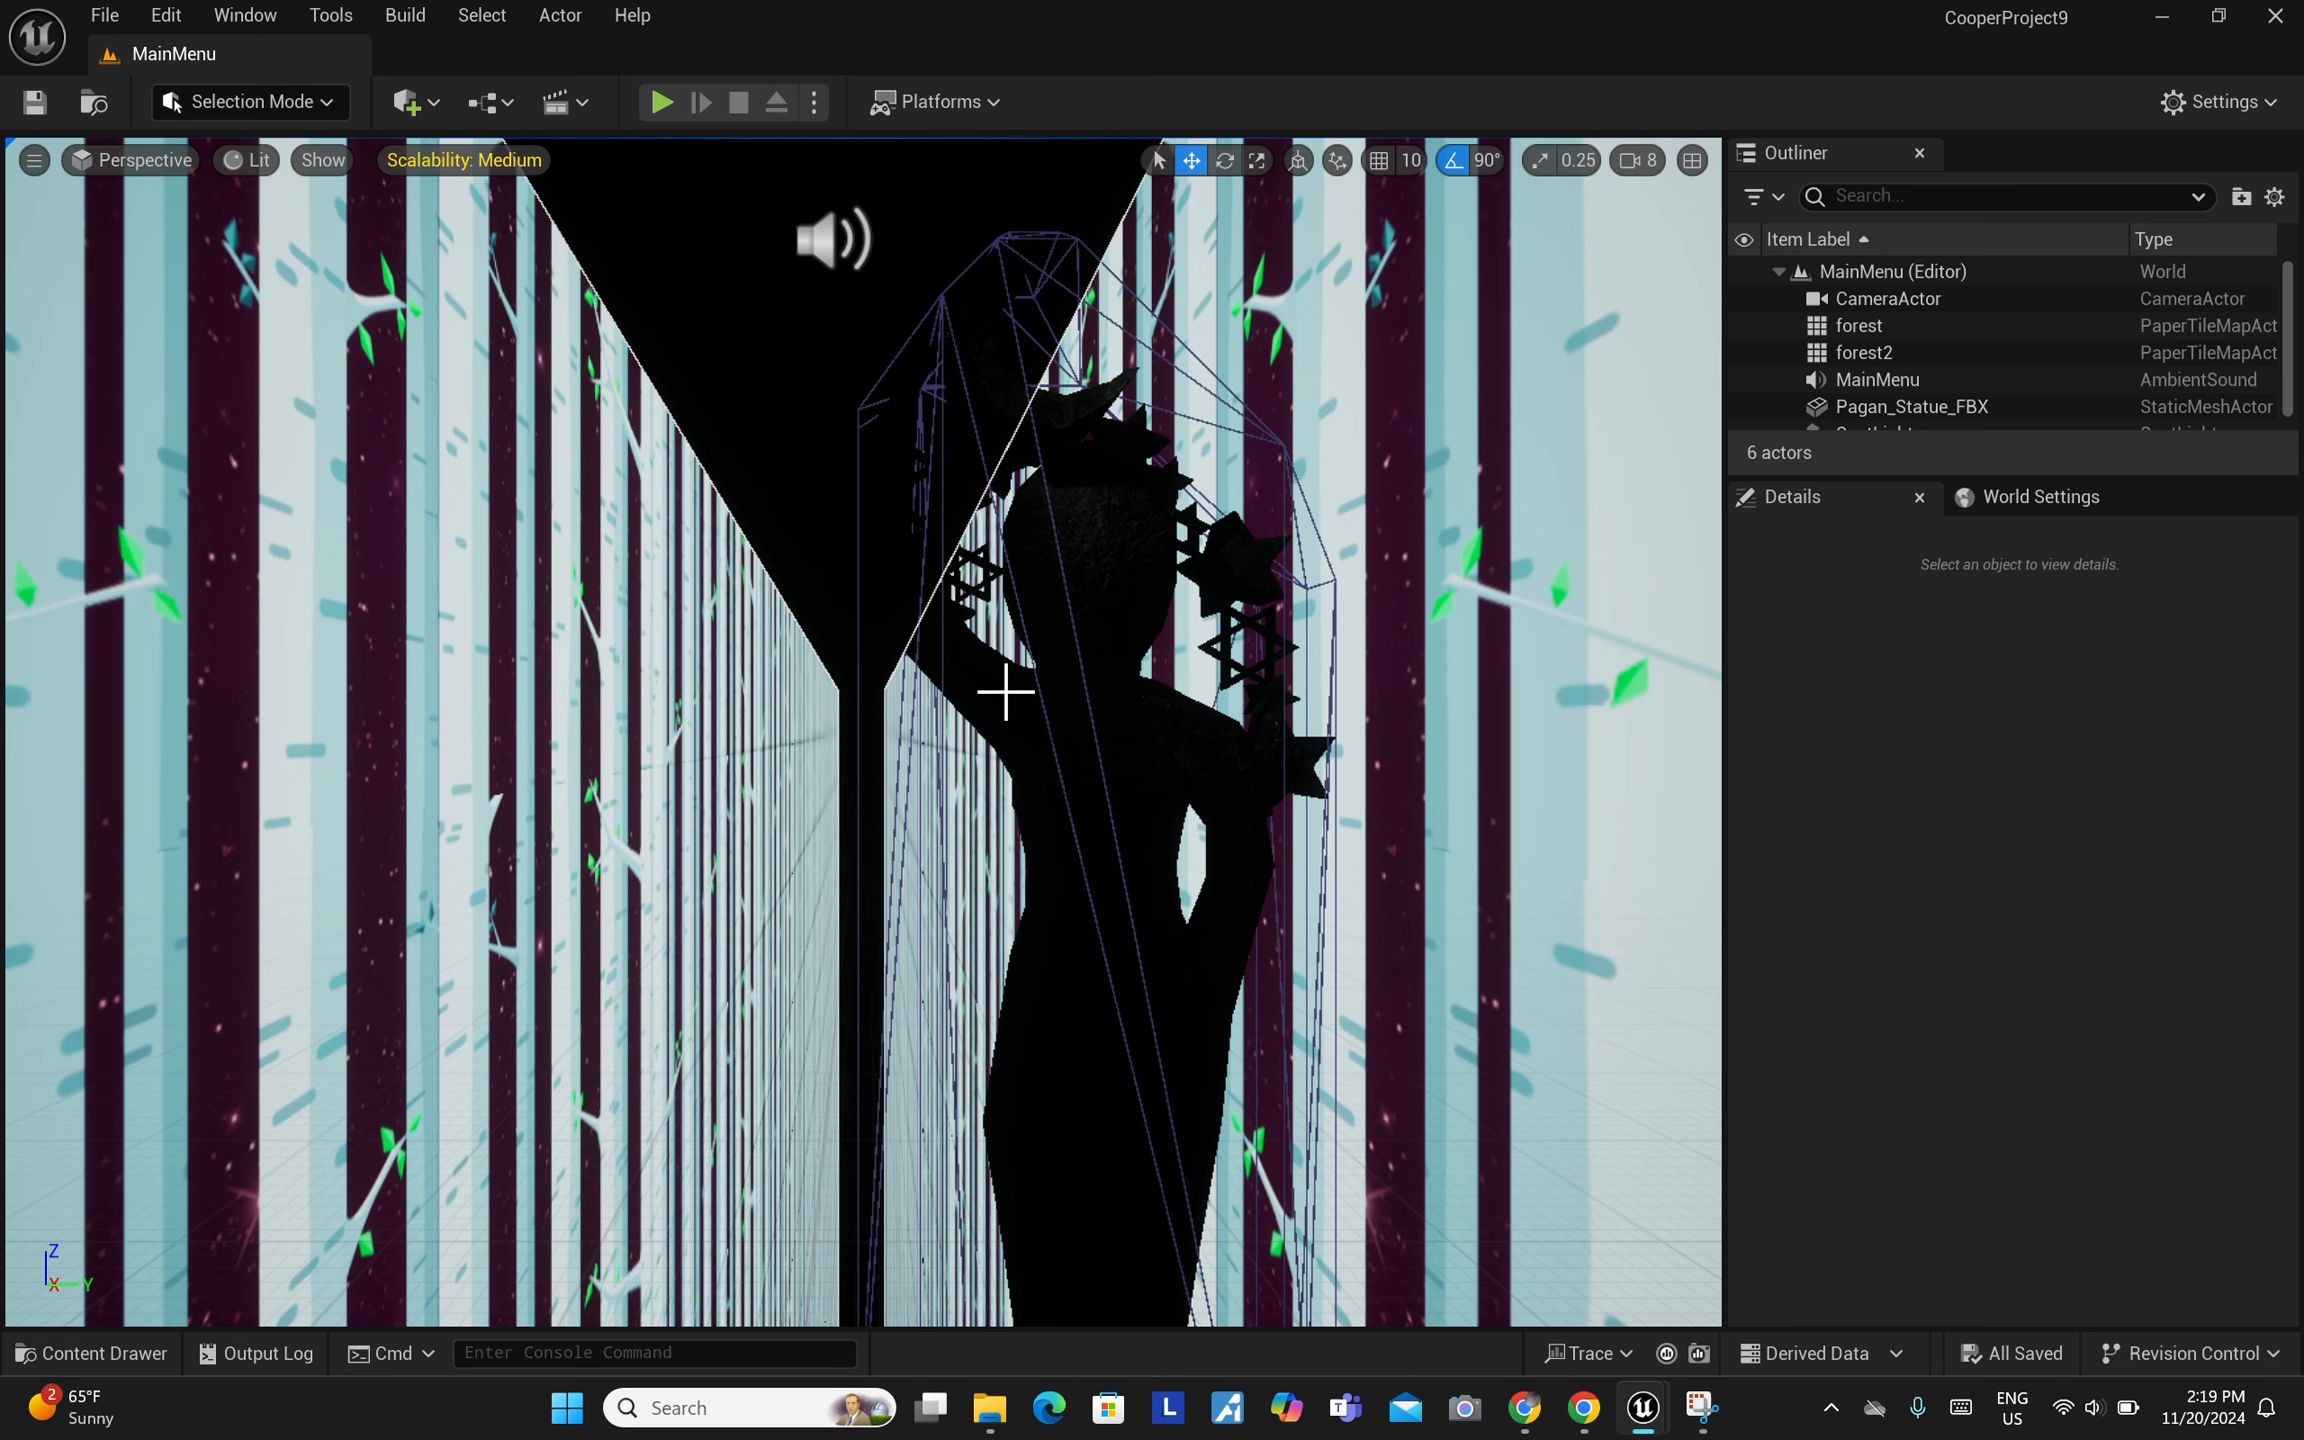 File Edit Window Tools Build Select Actor Help CooperProject9
MainMenu
Selection Mode Platforms Settings
Perspective Lit Show Scalability: Medium 10 90° 0.25 8
Outliner
Search...
Item Label Type
MainMenu (Editor) World
CameraActor CameraActor
forest PaperTileMapAct
forest2 PaperTileMapAct
MainMenu AmbientSound
Pagan_Statue_FBX StaticMeshActor
6 actors
Details World Settings
Select an object to view details.
Z
X Y
Content Drawer Output Log Cmd Enter Console Command Trace Derived Data All Saved Revision Control
2 65°F
Sunny
Search
L
T
ENG
US
2:19 PM
11/20/2024